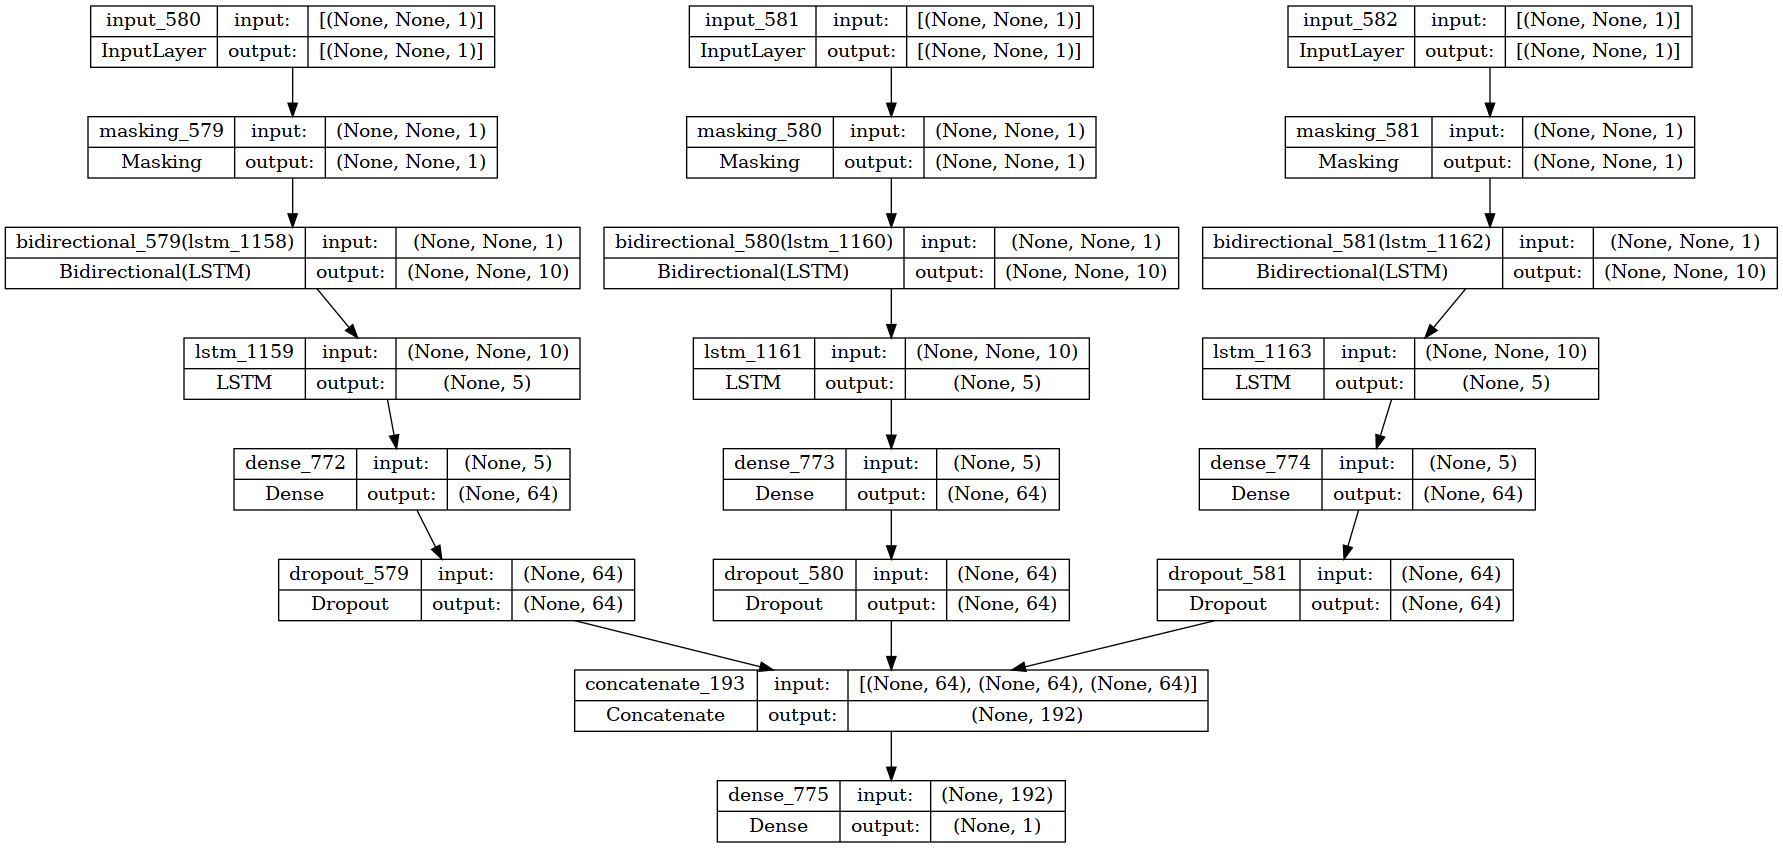 input_580 input: [(None, None, 1)]
InputLayer output: [(None, None, 1)]
input_581 input: [(None, None, 1)]
InputLayer output: [(None, None, 1)]
input_582 input: [(None, None, 1)]
InputLayer output: [(None, None, 1)]
masking_579 input: (None, None, 1)
Masking output: (None, None, 1)
masking_580 input: (None, None, 1)
Masking output: (None, None, 1)
masking_581 input: (None, None, 1)
Masking output: (None, None, 1)
bidirectional_579(lstm_1158) input: (None, None, 1)
Bidirectional(LSTM) output: (None, None, 10)
bidirectional_580(lstm_1160) input: (None, None, 1)
Bidirectional(LSTM) output: (None, None, 10)
bidirectional_581(lstm_1162) input: (None, None, 1)
Bidirectional(LSTM) output: (None, None, 10)
lstm_1159 input: (None, None, 10)
LSTM output: (None, 5)
lstm_1161 input: (None, None, 10)
LSTM output: (None, 5)
lstm_1163 input: (None, None, 10)
LSTM output: (None, 5)
dense_772 input: (None, 5)
Dense output: (None, 64)
dense_773 input: (None, 5)
Dense output: (None, 64)
dense_774 input: (None, 5)
Dense output: (None, 64)
dropout_579 input: (None, 64)
Dropout output: (None, 64)
dropout_580 input: (None, 64)
Dropout output: (None, 64)
dropout_581 input: (None, 64)
Dropout output: (None, 64)
concatenate_193 input: [(None, 64), (None, 64), (None, 64)]
Concatenate output: (None, 192)
dense_775 input: (None, 192)
Dense output: (None, 1)